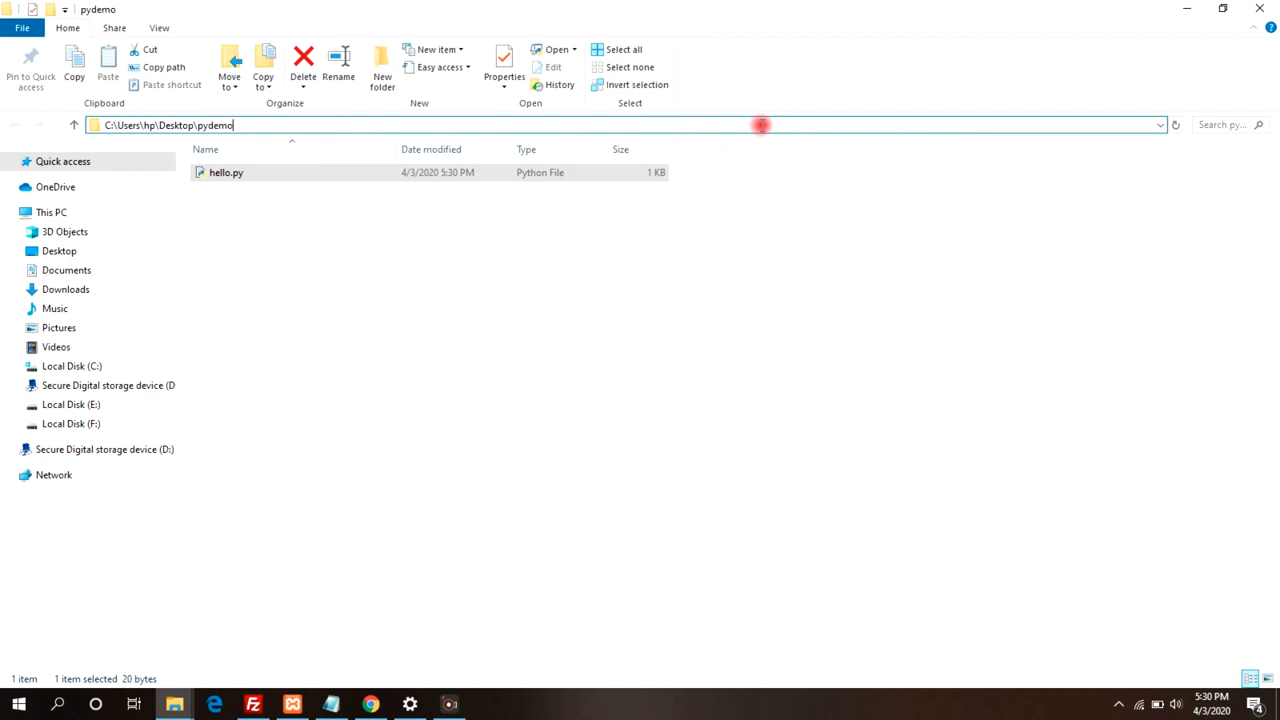 pydemo
File Home Share View
Pin to Quick access
Copy
Paste
Cut
Copy path
Paste shortcut
Move to
Copy to
Delete
Rename
New folder
New item
Easy access
Properties
Open
Edit
History
Select all
Select none
Invert selection
Clipboard Organize New Open Select
C:\Users\hp\Desktop\pydemo
Search py...
Name Date modified Type Size
hello.py 4/3/2020 5:30 PM Python File 1 KB
Quick access
OneDrive
This PC
3D Objects
Desktop
Documents
Downloads
Music
Pictures
Videos
Local Disk (C:)
Secure Digital storage device (D
Local Disk (E:)
Local Disk (F:)
Secure Digital storage device (D:)
Network
1 item 1 item selected 20 bytes
5:30 PM
4/3/2020
4